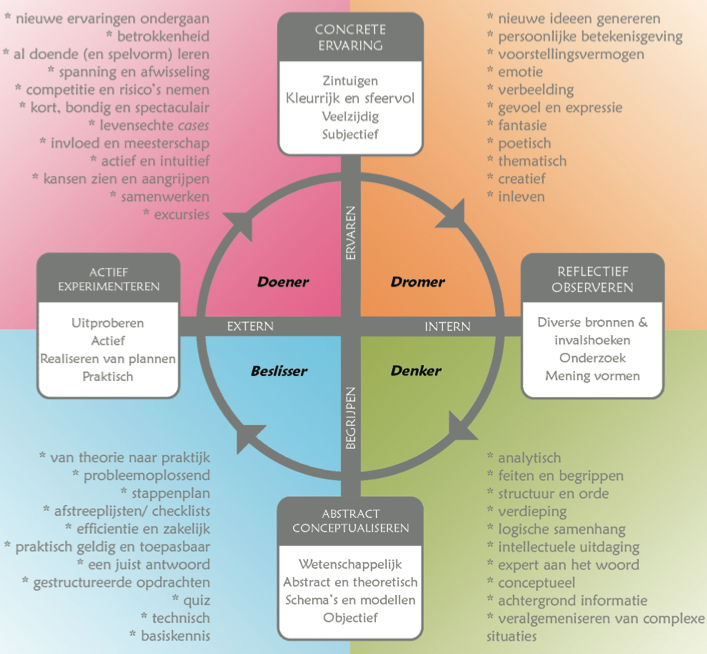 * nieuwe ervaringen ondergaan
* betrokkenheid
* al doende (en spelvorm) leren
* spanning en afwisseling
* competitie en risico's nemen
* kort, bondig en spectaculair
* levensechte cases
* invloed en meesterschap
* actief en intuitief
* kansen zien en aangrijpen
* samenwerken
* excursies
CONCRETE
ERVARING
Zintuigen
Kleurrijk en sfeervol
Veelzijdig
Subjectief
* nieuwe ideeen genereren
* persoonlijke betekenisgeving
* voorstellingsvermogen
* emotie
* verbeelding
* gevoel en expressie
* fantasie
* poetisch
* thematisch
* creatief
* inleven
ERVAREN
Doener
Dromer
ACTIEF
EXPERIMENTEREN
Uitproberen
Actief
Realiseren van plannen
Praktisch
EXTERN
INTERN
REFLECTIEF
OBSERVEREN
Diverse bronnen &
invalshoeken
Onderzoek
Mening vormen
Beslisser
Denker
BEGRIJPEN
* van theorie naar praktijk
* probleemoplossend
* stappenplan
* afstreeplijsten/ checklists
* efficientie en zakelijk
* praktisch geldig en toepasbaar
* een juist antwoord
* gestructureerde opdrachten
* quiz
* technisch
* basiskennis
ABSTRACT
CONCEPTUALISEREN
Wetenschappelijk
Abstract en theoretisch
Schema's en modellen
Objectief
* analytisch
* feiten en begrippen
* structuur en orde
* verdieping
* logische samenhang
* intellectuele uitdaging
* expert aan het woord
* conceptueel
* achtergrond informatie
* veralgemeniseren van complexe
situaties